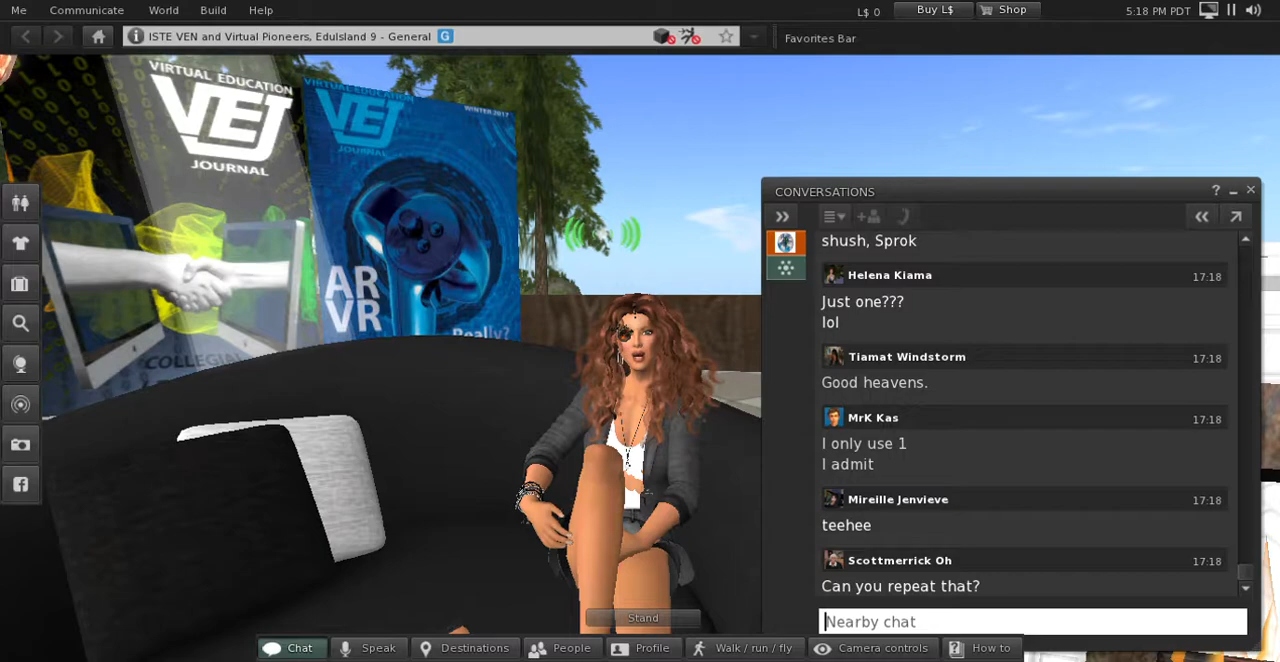 Me Communicate World Build Help L$ 0 Buy L$ Shop 5:18 PM PDT
ISTE VEN and Virtual Pioneers, EduIsland 9 - General G Favorites Bar
VIRTUAL EDUCATION
VEJ
JOURNAL
COLLEGIAL
VIRTUAL EDUCATION
WINTER 2017
VEJ
JOURNAL
AR
VR
Really?
CONVERSATIONS
shush, Sprok
Helena Kiama 17:18
Just one???
lol
Tiamat Windstorm 17:18
Good heavens.
MrK Kas 17:18
I only use 1
I admit
Mireille Jenvieve 17:18
teehee
Scottmerrick Oh 17:18
Can you repeat that?
Nearby chat
Stand
Chat Speak Destinations People Profile Walk / run / fly Camera controls How to